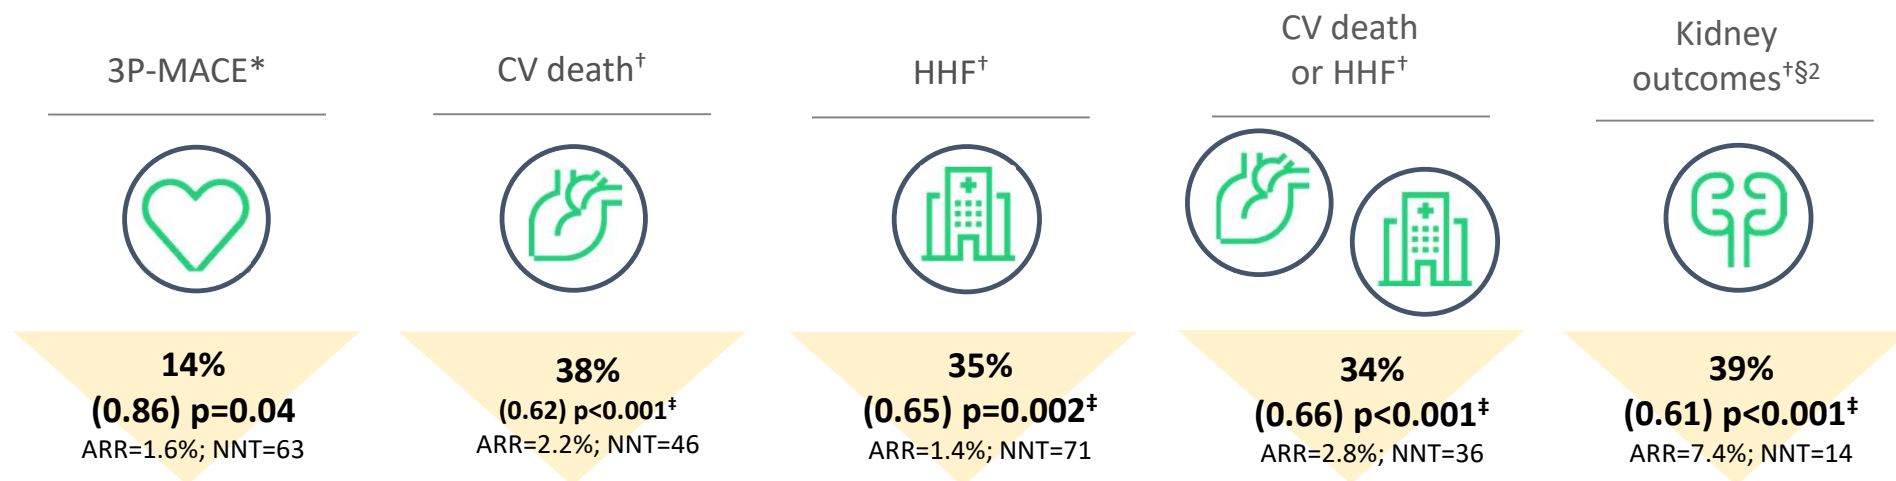 3P-MACE*
14%
(0.86) p=0.04
ARR=1.6%; NNT=63
CV death†
38%
(0.62) p<0.001‡
ARR=2.2%; NNT=46
HHF†
35%
(0.65) p=0.002‡
ARR=1.4%; NNT=71
CV death
or HHF†
34%
(0.66) p<0.001‡
ARR=2.8%; NNT=36
Kidney
outcomes†§2
39%
(0.61) p<0.001‡
ARR=7.4%; NNT=14